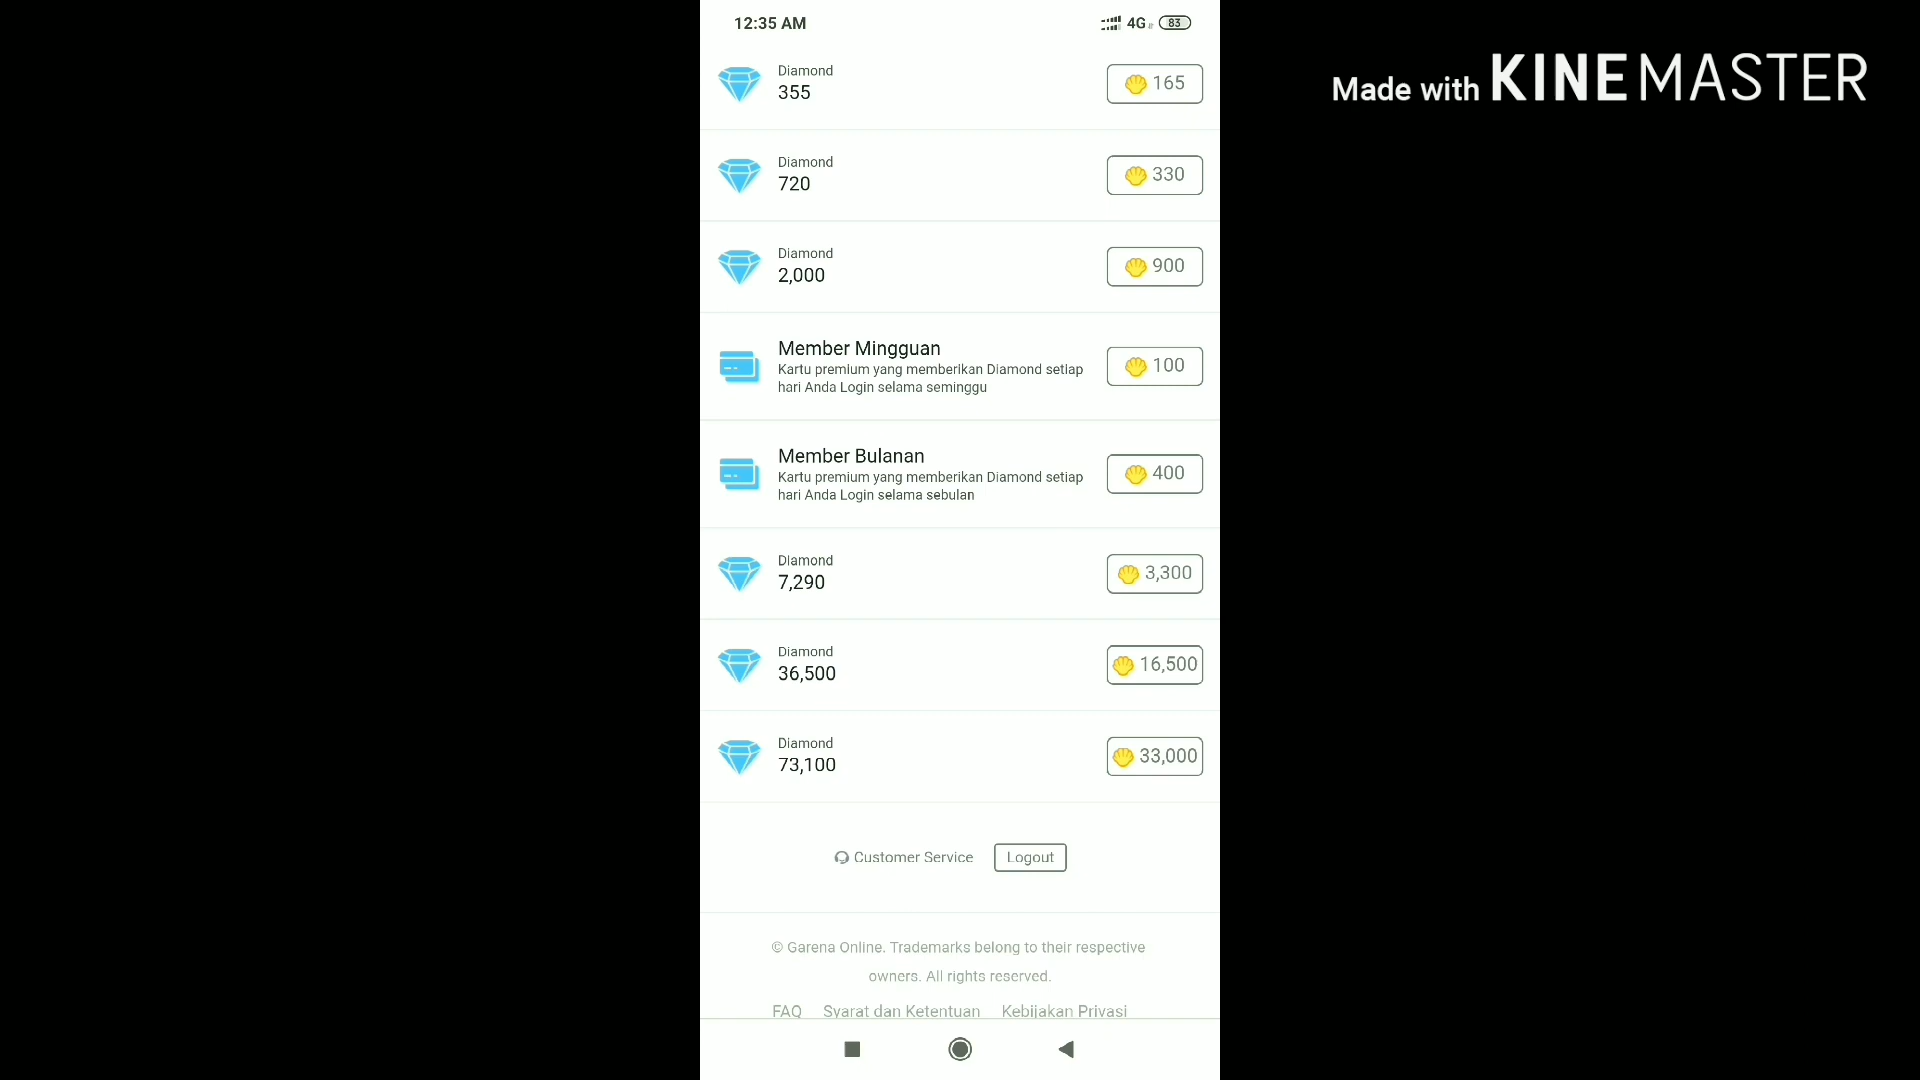 12:35 AM
4G 83
Made with KINEMASTER
Diamond
355
165
Diamond
720
330
Diamond
2,000
900
Member Mingguan
Kartu premium yang memberikan Diamond setiap
hari Anda Login selama seminggu
100
Member Bulanan
Kartu premium yang memberikan Diamond setiap
hari Anda Login selama sebulan
400
Diamond
7,290
3,300
Diamond
36,500
16,500
Diamond
73,100
33,000
Customer Service
Logout
© Garena Online. Trademarks belong to their respective
owners. All rights reserved.
FAQ Syarat dan Ketentuan Kebijakan Privasi